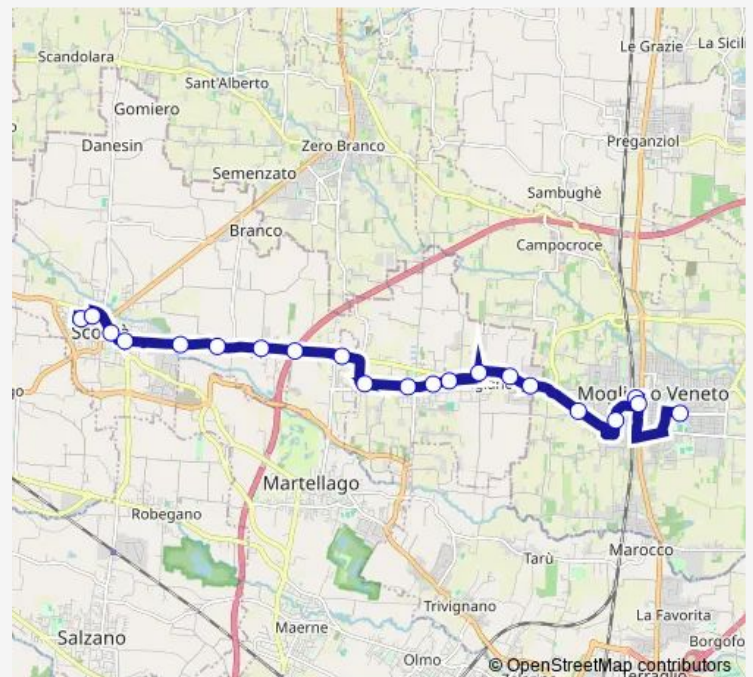 Le Grazie
La Sicili
Scandolara
Sant'Alberto
Gomiero
Danesin
Zero Branco
Preganziol
Semenzato
Sambughè
Branco
Campocroce
Mogliano Veneto
Martellago
Robegano
Marocco
Tarù
Trivignano
La Favorita
Salzano
Maerne
Borgofo
Olmo
© OpenStreetMap contributors